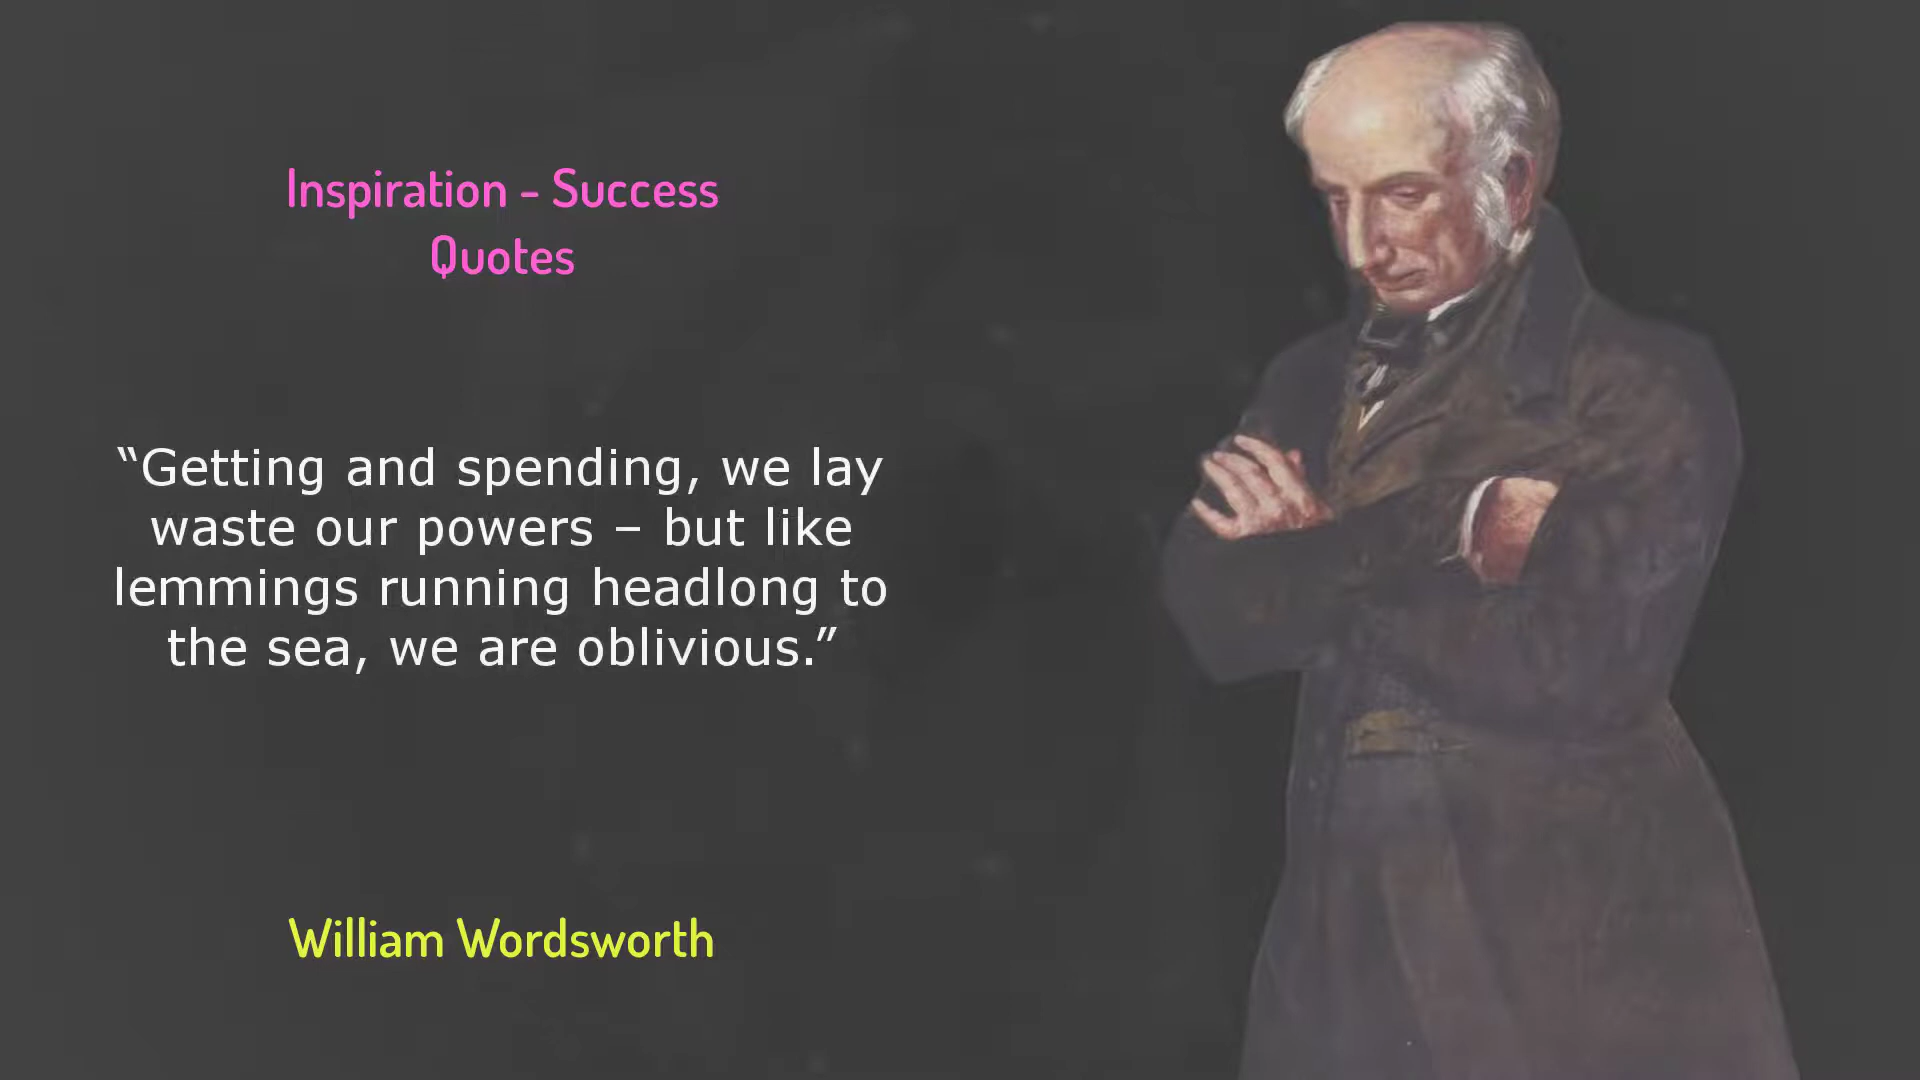 Inspiration - Success
Quotes
“Getting and spending, we lay
waste our powers – but like
lemmings running headlong to
the sea, we are oblivious.”
William Wordsworth